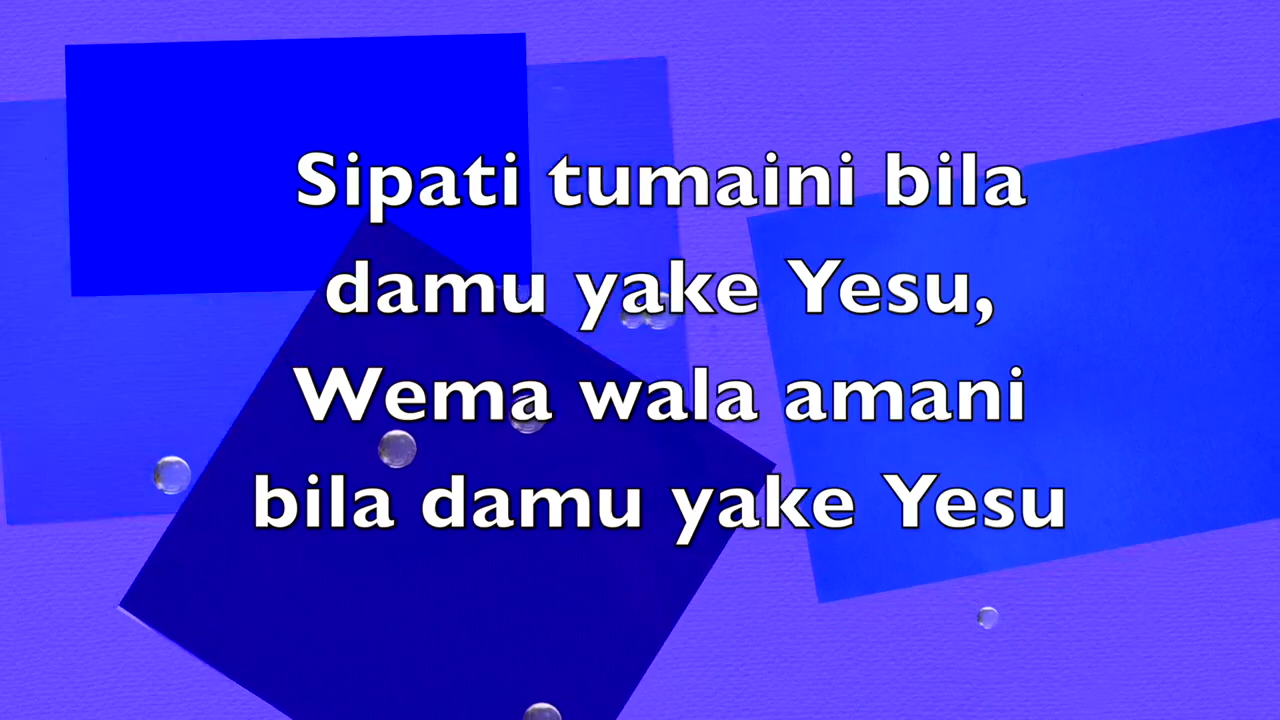 Sipati tumaini bila
damu yake Yesu,
Wema wala amani
bila damu yake Yesu